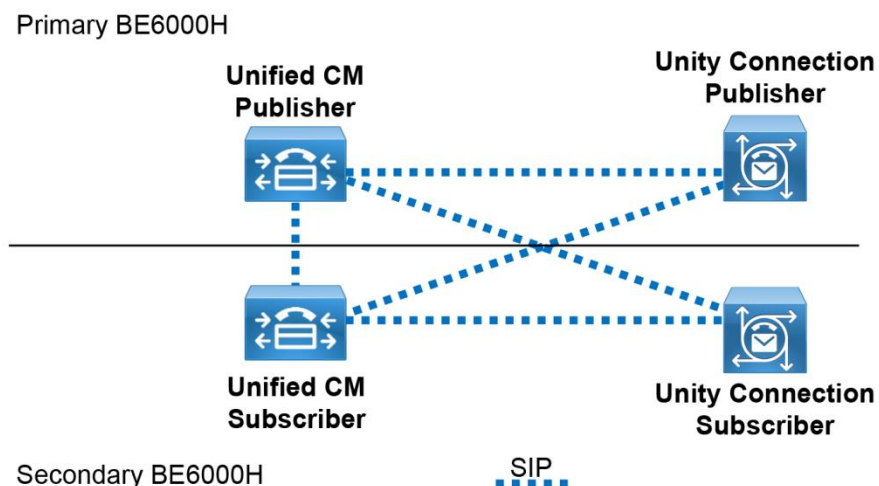 Primary BE6000H
Unified CM
Publisher
Unity Connection
Publisher
Unified CM
Subscriber
Unity Connection
Subscriber
Secondary BE6000H
SIP